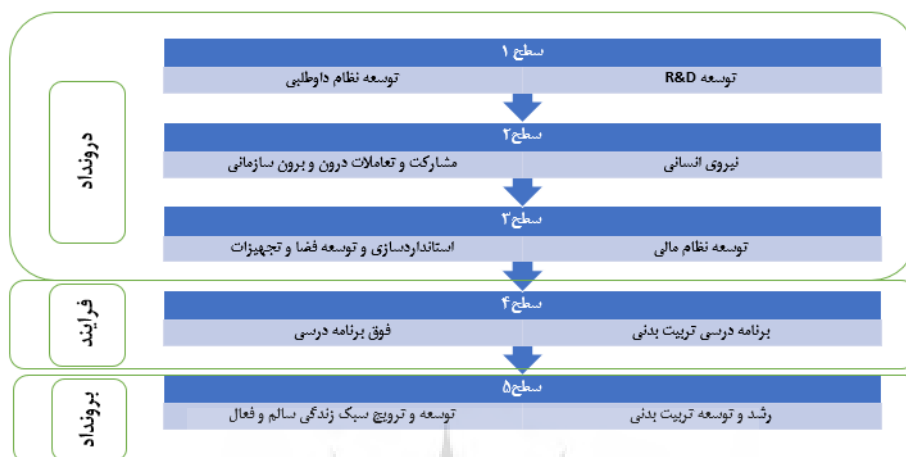 درونداد
سطح ۱
توسعه R&D
توسعه نظام داوطلبی
سطح۲
نیروی انسانی
مشارکت و تعاملات درون و برون سازمانی
سطح۳
توسعه نظام مالی
استانداردسازی و توسعه فضا و تجهیزات
فرایند
سطح۴
برنامه درسی تربیت بدنی
فوق برنامه درسی
برونداد
سطح۵
رشد و توسعه تربیت بدنی
توسعه و ترویج سبک زندگی سالم و فعال